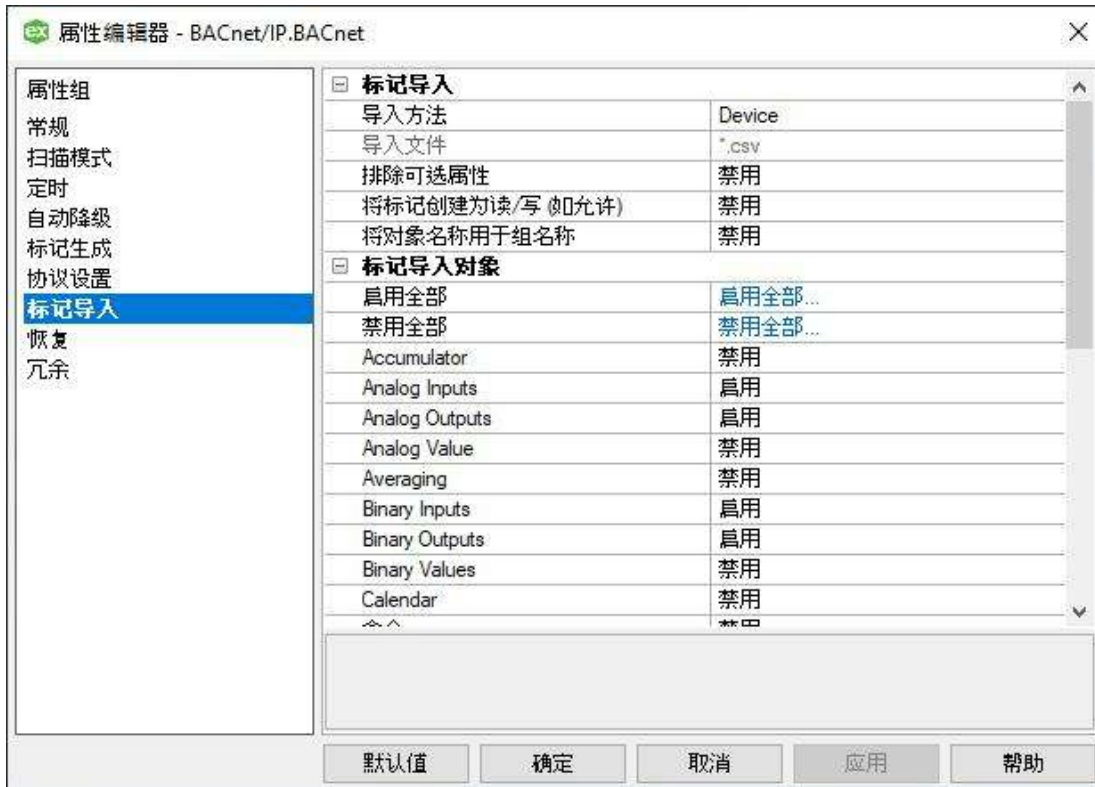 属性编辑器 - BACnet/IP.BACnet
属性组
常规
扫描模式
定时
自动降级
标记生成
协议设置
标记导入
恢复
冗余
标记导入
导入方法 Device
导入文件 *.csv
排除可选属性 禁用
将标记创建为读/写 (如允许) 禁用
将对象名称用于组名称 禁用
标记导入对象
启用全部 启用全部...
禁用全部 禁用全部...
Accumulator 禁用
Analog Inputs 启用
Analog Outputs 启用
Analog Value 禁用
Averaging 禁用
Binary Inputs 启用
Binary Outputs 启用
Binary Values 禁用
Calendar 禁用
默认值 确定 取消 应用 帮助